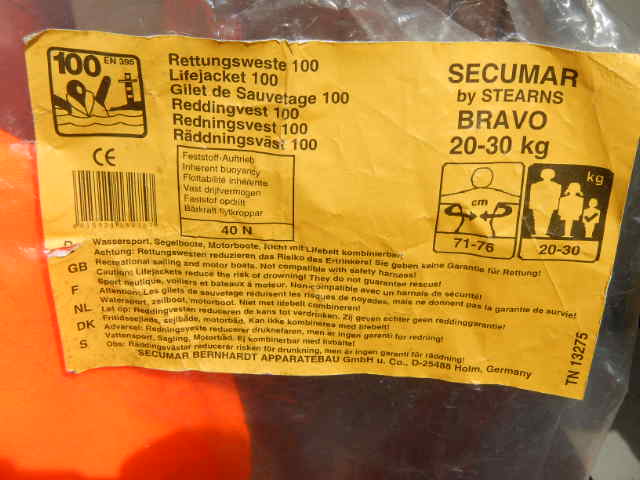 100 EN 395
Rettungsweste 100
Lifejacket 100
Gilet de Sauvetage 100
Reddingvest 100
Redningsvest 100
Räddningsväst 100
SECUMAR
by STEARNS
BRAVO
20-30 kg
CE
Feststoff-Auftrieb
Inherent buoyancy
Flottabilité inhérente
Vast drijfvermogen
Faststof opdrift
Båskraft flytkroppar
40 N
cm
71-76
kg
20-30
D Wassersport, Segelboote, Motorboote, (nicht mit Lifebelt kombinierbar)
Achtung: Rettungswesten reduzieren das Risiko des Ertrinkens! Sie geben keine Garantie für Rettung!
GB Recreational sailing and motor boats. Not compatible with safety harness!
Caution! Lifejackets reduce the risk of drowning! They do not guarantee rescue!
F Sport nautique, voiliers et bateaux à moteur. Non compatible avec un harnais de sécurité!
Attention: Les gilets de sauvetage réduisent les risques de noyades, mais ne donnent pas la garantie de survie!
NL Watersport, zeilboot, motorboot. Niet met idebelt combineren!
Let op: Reddingvesten reduceren de kans tot verdrinken. Zij geven echter geen reddinggarantie!
DK Fritidssejlads, sejlbåde, motorbåd, Kan ikke kombineres med livbelt!
Advarsel: Redningsveste reducerer druknefaren, men er ingen garanti for redning!
S Vattensport, Segling, Motorbåd. Ej kombinerbar med livbälte!
Obs: Räddningsvästar reducerar risken för drunkning, men är ingen garanti för räddning!
SECUMAR BERNHARDT APPARATEBAU GmbH u. Co., D-25488 Holm, Germany
TN 13275